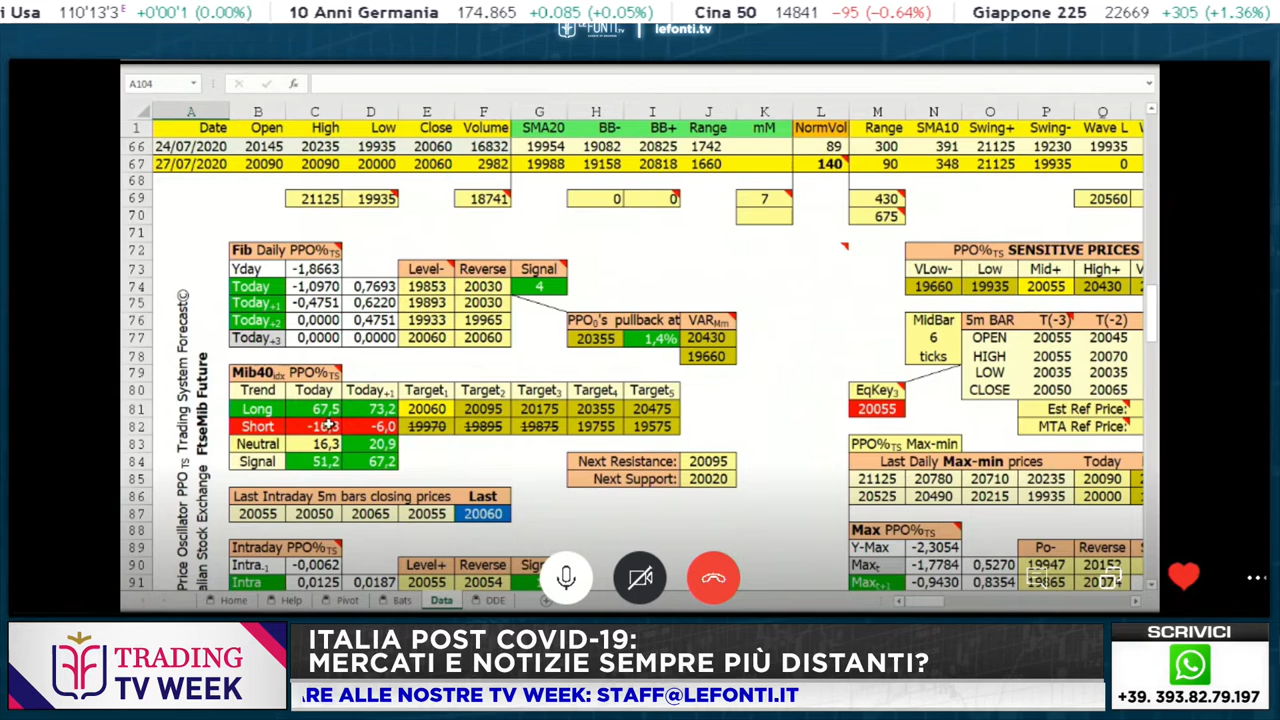 i Usa 110'13'3 E +0'00'1 (0.00%) 10 Anni Germania 174.865 +0.085 (+0.05%) Cina 50 14841 -95 (-0.64%) Giappone 225 22669 +305 (+1.36%)
lefonti.tv
A104 fx
A B C D E F G H I J K L M N O P Q
1 Date Open High Low Close Volume SMA20 BB- BB+ Range mM NormVol Range SMA10 Swing+ Swing- Wave L
66 24/07/2020 20145 20235 19935 20060 16832 19954 19082 20825 1742 89 300 391 21125 19230 19935
67 27/07/2020 20090 20090 20000 20060 2982 19988 19158 20818 1660 140 90 348 21125 19935 0
68
69 21125 19935 18741 0 0 7 430 20560
70 675
71
72 Fib Daily PPO%TS PPO%TS SENSITIVE PRICES
73 Yday -1,8663 Level- Reverse Signal VLow- Low Mid+ High+
74 Today -1,0970 0,7693 19853 20030 4 19660 19935 20055 20430
75 Today+1 -0,4751 0,6220 19893 20030
76 Today+2 0,0000 0,4751 19933 19965 PPO0's pullback at VARMm MidBar 5m BAR T(-3) T(-2)
77 Today+3 0,0000 0,0000 20060 20060 20355 1,4% 20430 6 OPEN 20055 20045
78 19660 ticks HIGH 20055 20070
79 Mib40idx PPO%TS LOW 20035 20035
80 Trend Today Today+1 Target1 Target2 Target3 Target4 Target5 EqKey3 CLOSE 20050 20065
81 Long 67,5 73,2 20060 20095 20175 20355 20475 20055 Est Ref Price:
82 Short -6,0 19970 19895 19875 19755 19575 MTA Ref Price:
83 Neutral 16,3 20,9 PPO%TS Max-min
84 Signal 51,2 67,2 Next Resistance: 20095 Last Daily Max-min prices Today
85 Next Support: 20020 21125 20780 20710 20235 20090
86 Last Intraday 5m bars closing prices Last 20525 20490 20215 19935 20000
87 20055 20050 20065 20055 20060
88 Max PPO%TS
89 Intraday PPO%TS Y-Max -2,3054 Po- Reverse
90 Intra-1 -0,0062 Level+ Reverse Maxt -1,7784 0,5270 19947
91 Intra 0,0125 0,0187 20055 20054 Maxt+1 -0,9430 0,8354
Price Oscillator PPOTS Trading System Forecast©
alian Stock Exchange FtseMib Future
Home Help Pivot Bats Data DDE
TRADING
TV WEEK
ITALIA POST COVID-19:
MERCATI E NOTIZIE SEMPRE PIÙ DISTANTI?
ARE ALLE NOSTRE TV WEEK: STAFF@LEFONTI.IT
SCRIVICI
+39. 393.82.79.197